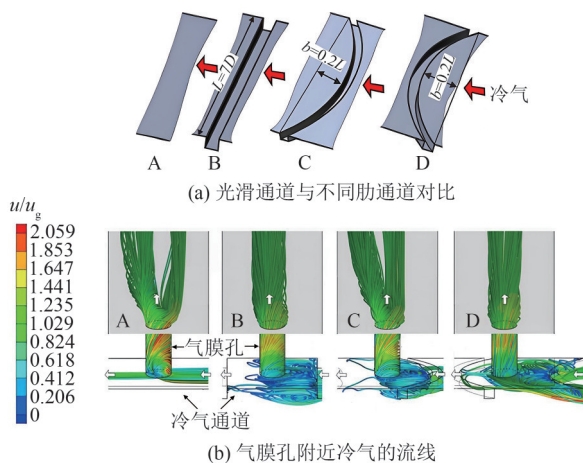 L=7D
b=0.2L
b=0.2L
冷气
A
B
C
D
(a) 光滑通道与不同肋通道对比
u/u_g
2.059
1.853
1.647
1.441
1.235
1.029
0.824
0.618
0.412
0.206
0
A
B
C
D
气膜孔
冷气通道
(b) 气膜孔附近冷气的流线